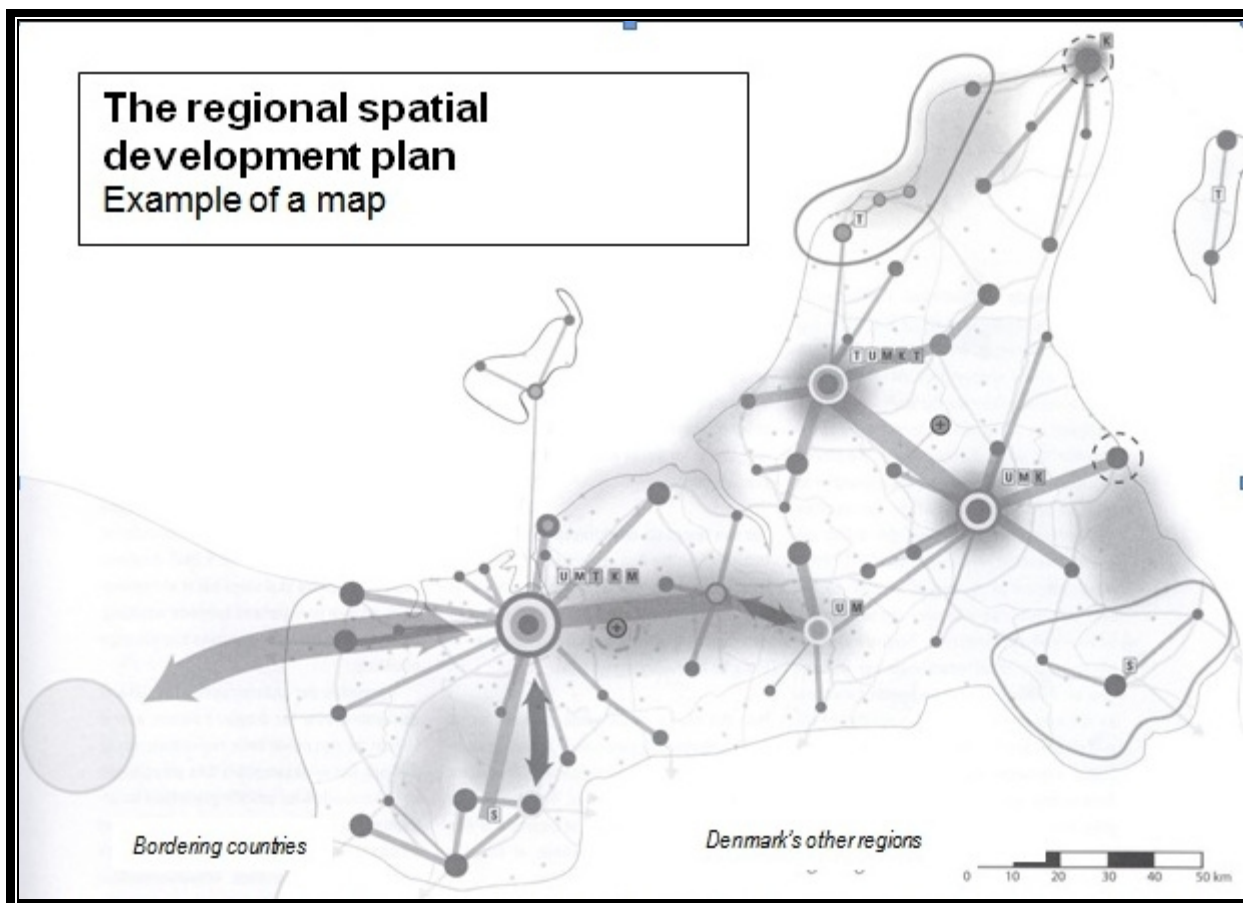 The regional spatial
development plan
Example of a map
K
T
T
T U M K T
U M K
U M T K M
U M
S
S
Bordering countries
Denmark's other regions
0 10 20 30 40 50 km